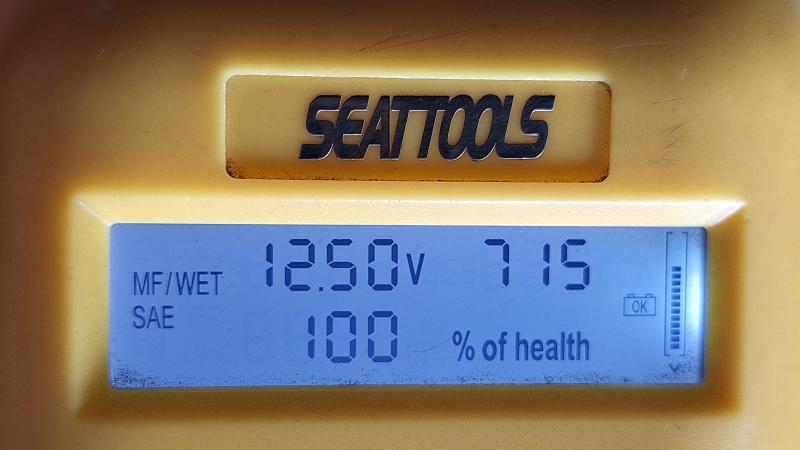 SEATTOOLS
MF/WET 12.50V 715
SAE 100 % of health
OK